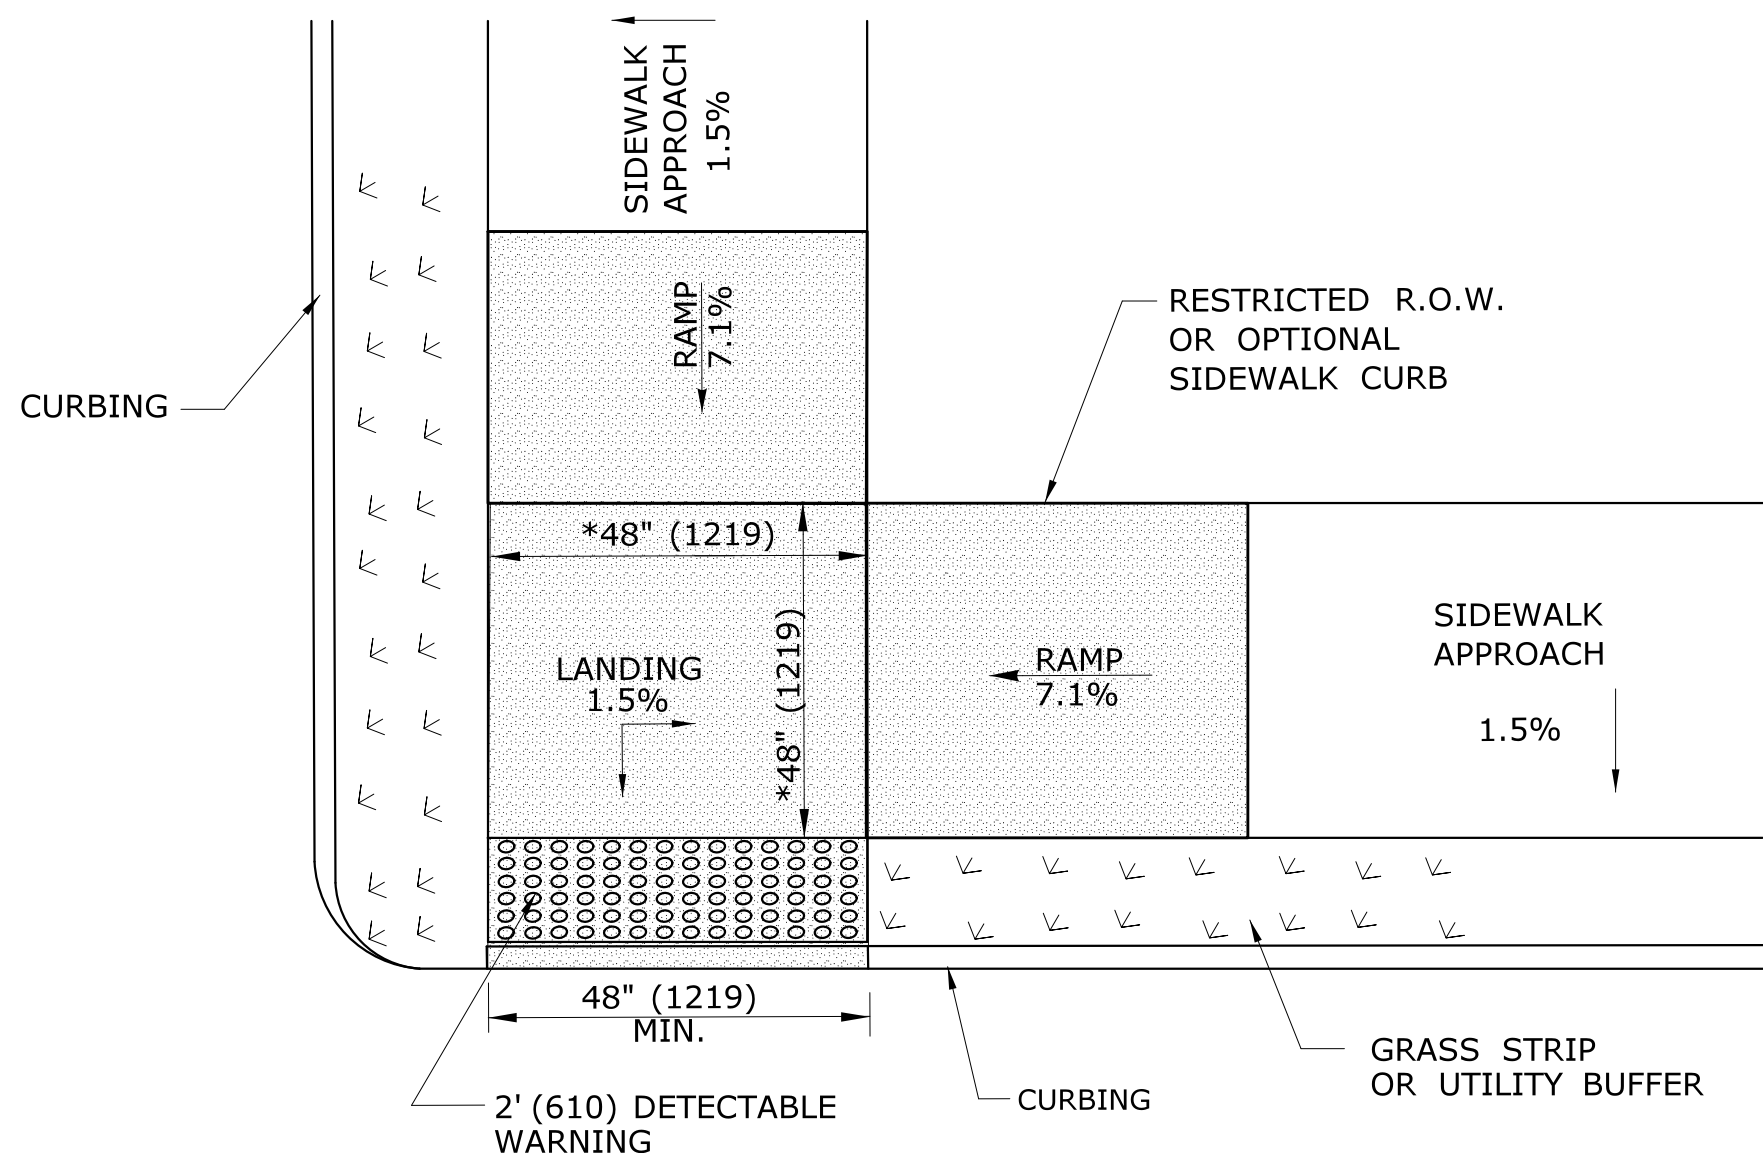 SIDEWALK
APPROACH
1.5%
RAMP
7.1%
RESTRICTED R.O.W.
OR OPTIONAL
SIDEWALK CURB
CURBING
*48" (1219)
*48" (1219)
LANDING
1.5%
RAMP
7.1%
SIDEWALK
APPROACH
1.5%
48" (1219)
MIN.
GRASS STRIP
OR UTILITY BUFFER
CURBING
2' (610) DETECTABLE
WARNING